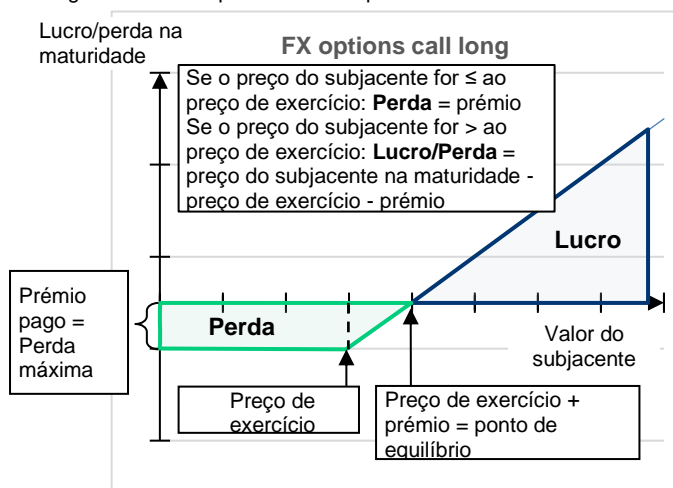 Lucro/perda na
maturidade
FX options call long
Se o preço do subjacente for ≤ ao
preço de exercício: Perda = prémio
Se o preço do subjacente for > ao
preço de exercício: Lucro/Perda =
preço do subjacente na maturidade -
preço de exercício - prémio
Lucro
Prémio
pago =
Perda
máxima
Perda
Valor do
subjacente
Preço de
exercício
Preço de exercício +
prémio = ponto de
equilíbrio